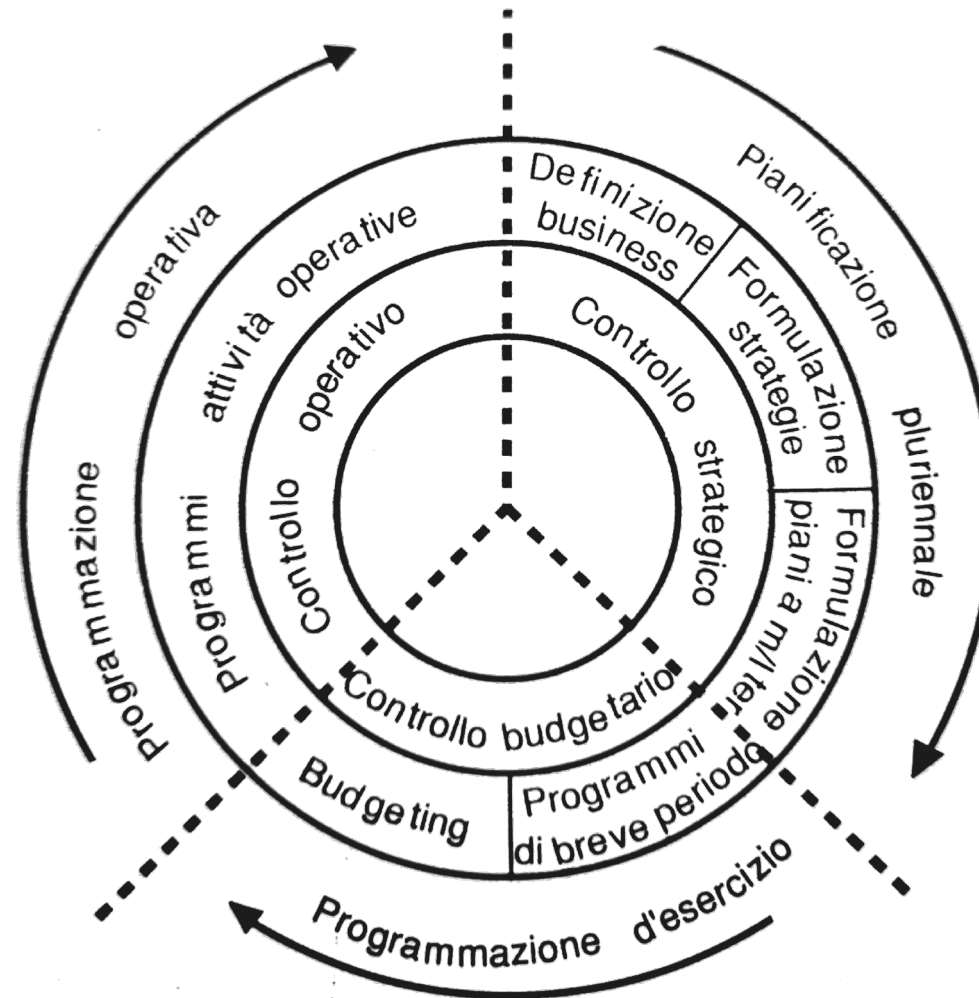 Pianificazione pluriennale
Definizione
business
Formulazione
strategie
Formulazione
piani a m/l ter
Controllo strategico
Programmazione d'esercizio
Programmi
di breve periodo
Budgeting
Controllo budgetario
Programmazione operativa
Programmi attività operative
Controllo operativo